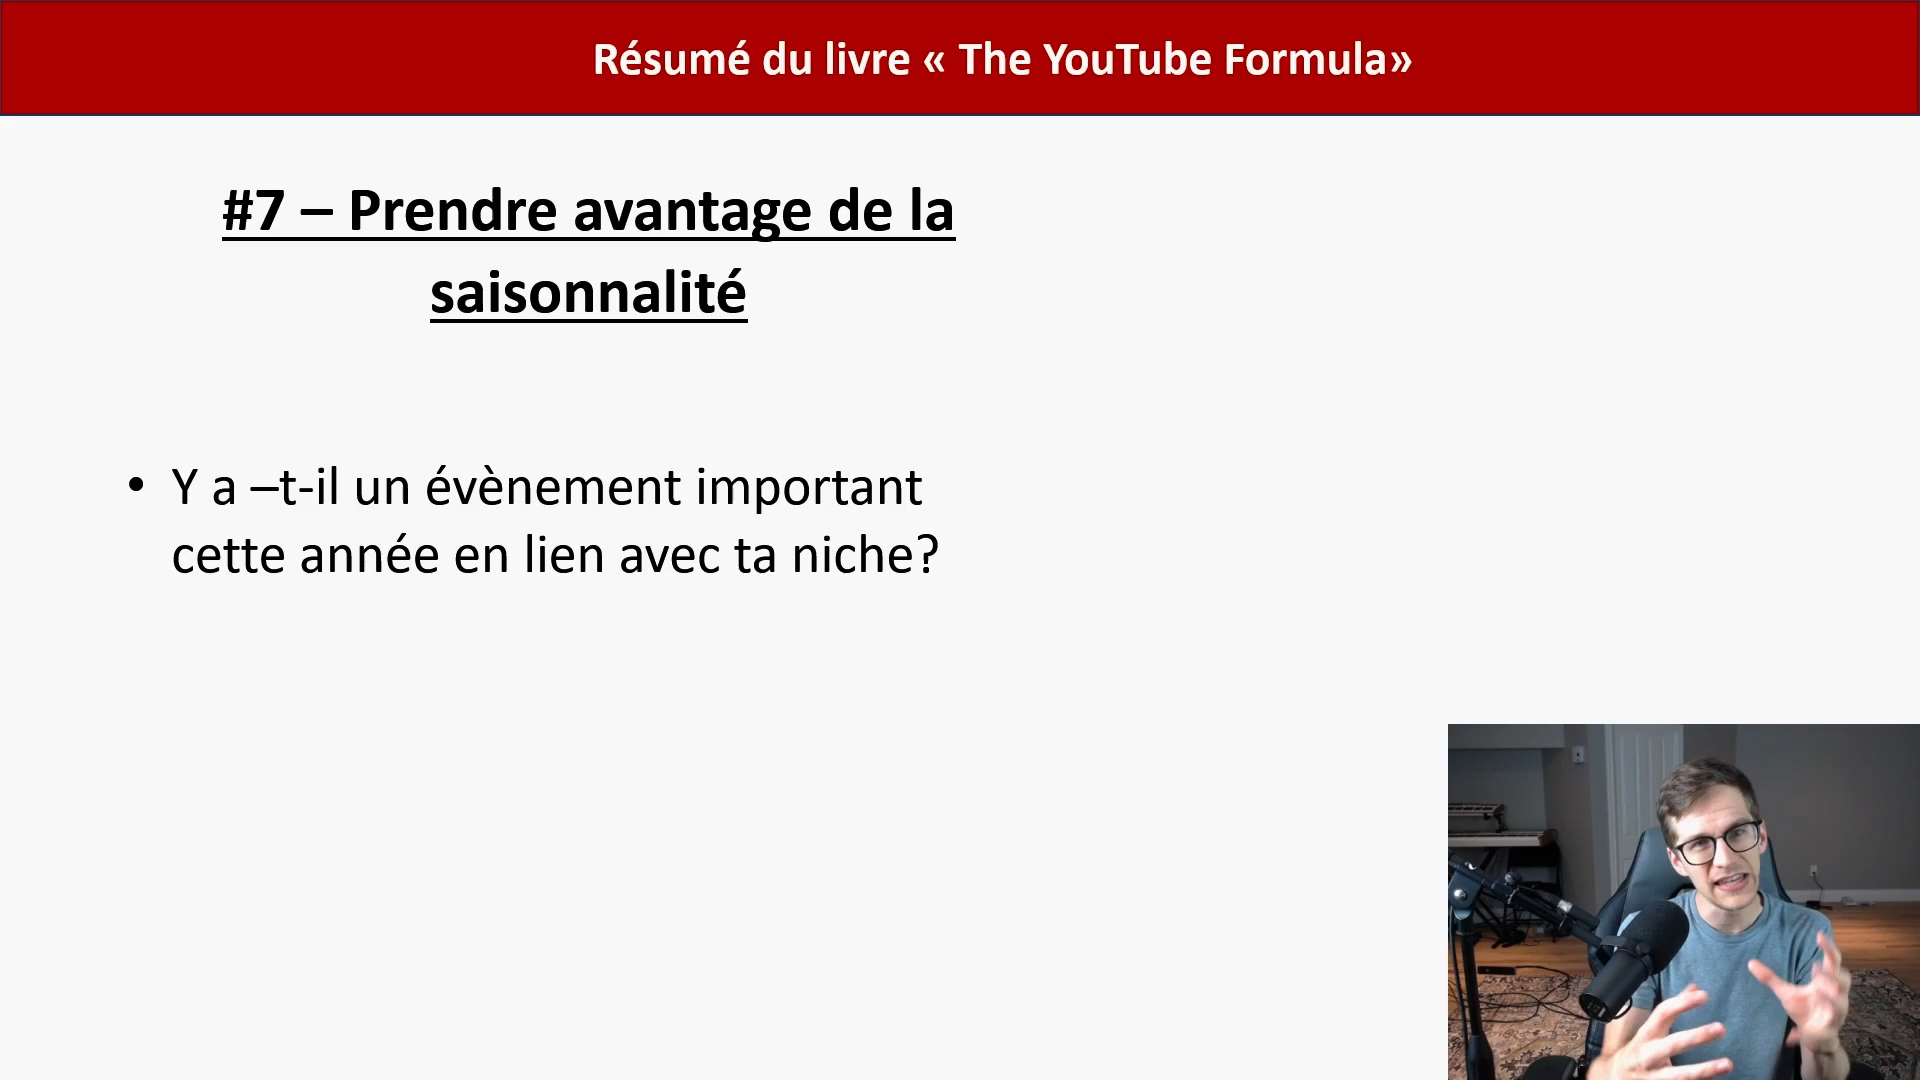 Résumé du livre « The YouTube Formula»
#7 – Prendre avantage de la
saisonnalité
• Y a –t-il un évènement important
cette année en lien avec ta niche?